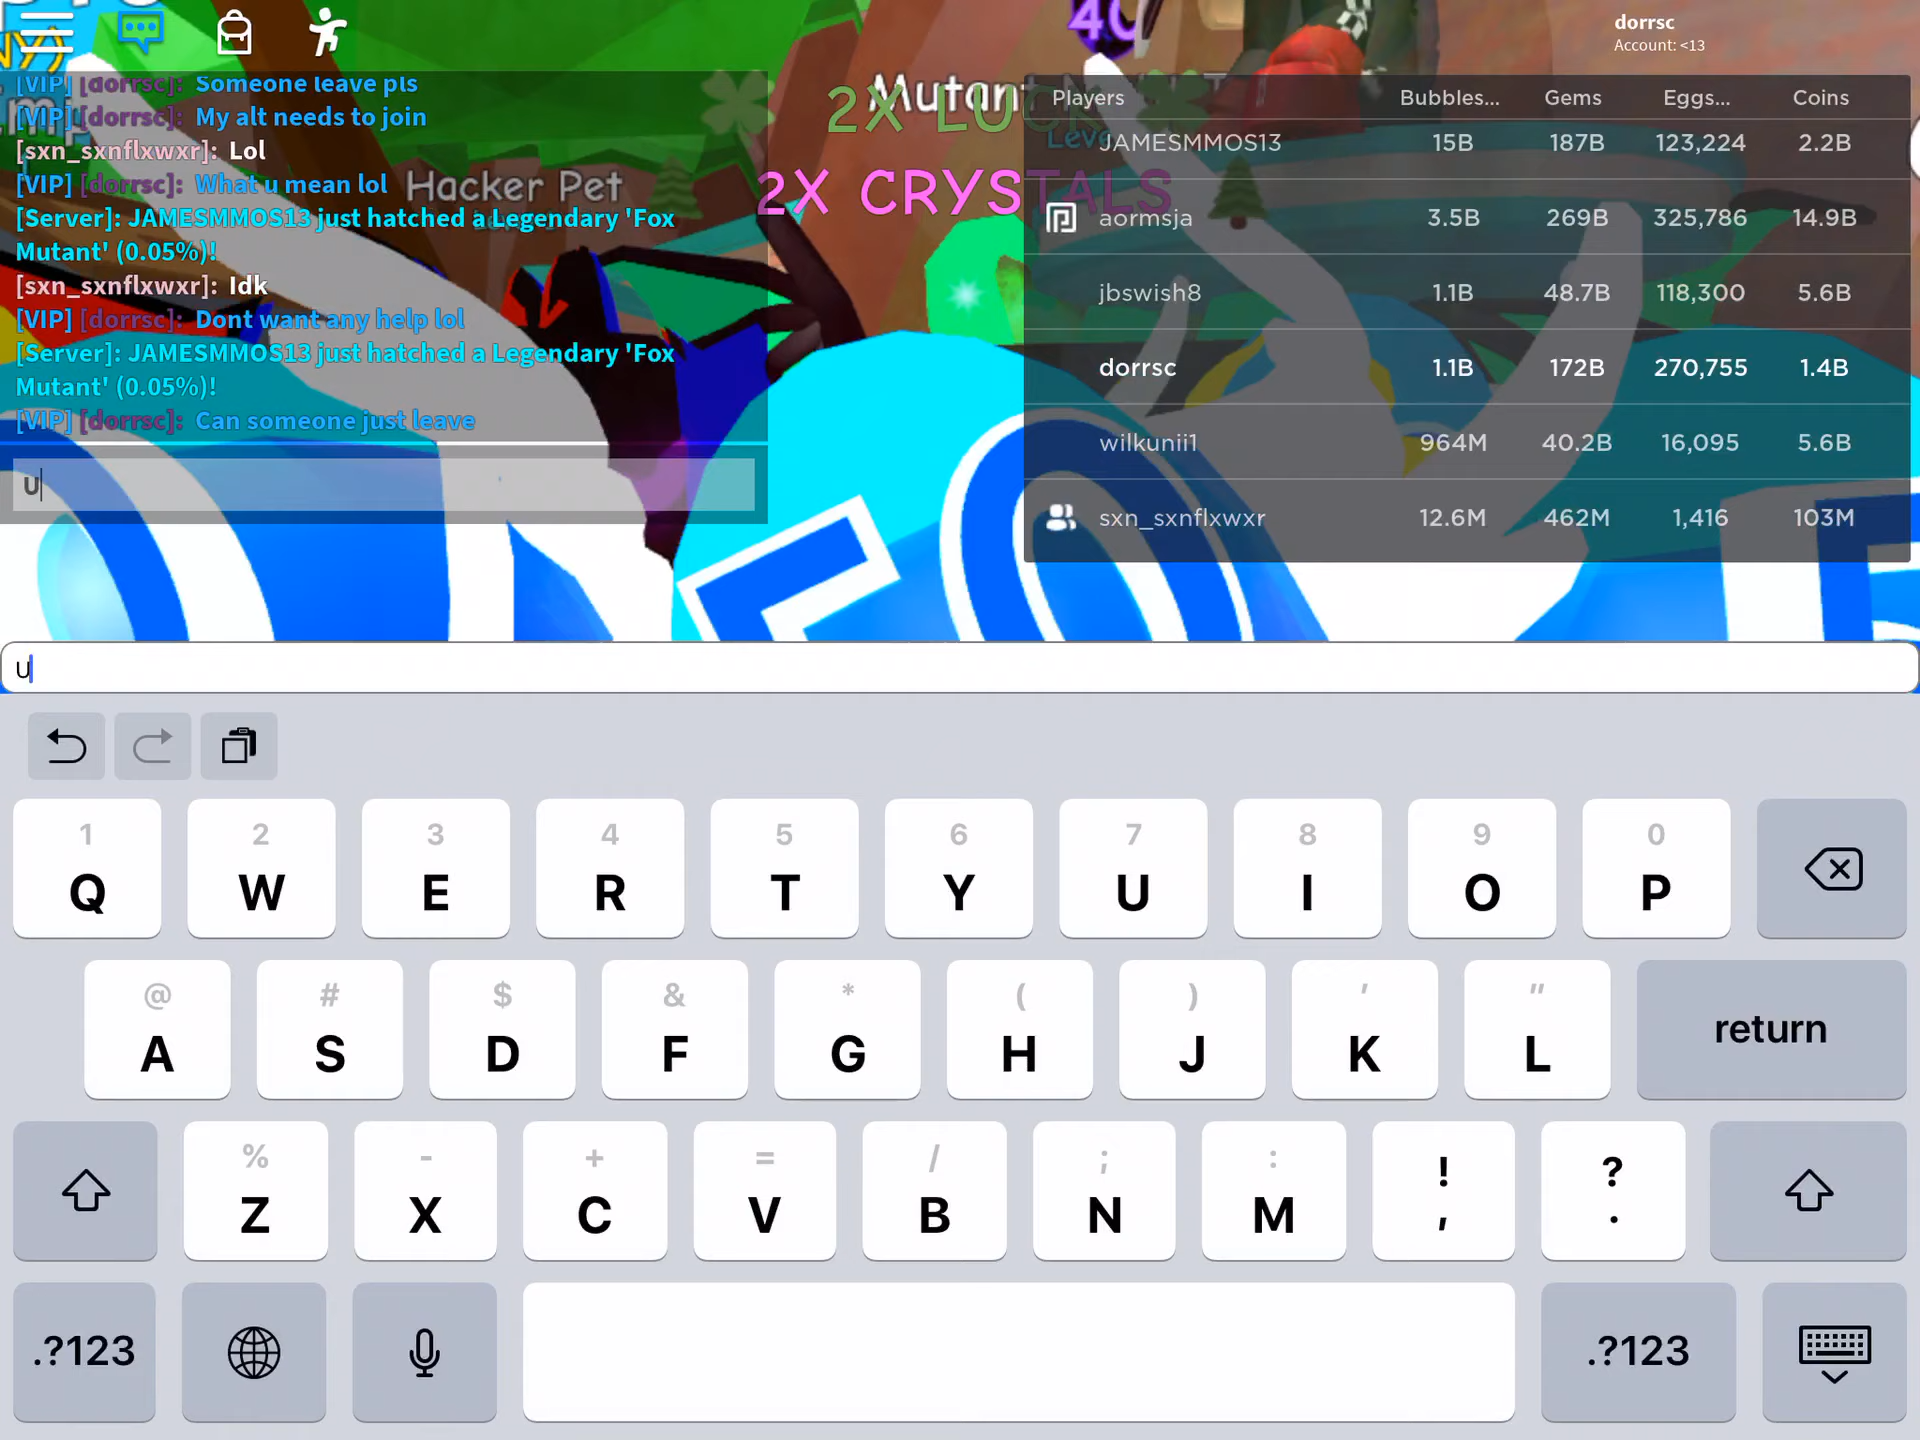 dorrsc
Account: <13
[VIP] [dorrsc]: Someone leave pls
[VIP] [dorrsc]: My alt needs to join
[sxn_sxnflxwxr]: Lol
[VIP] [dorrsc]: What u mean lol
[Server]: JAMESMMOS13 just hatched a Legendary 'Fox
Mutant' (0.05%)!
[sxn_sxnflxwxr]: Idk
[VIP] [dorrsc]: Dont want any help lol
[Server]: JAMESMMOS13 just hatched a Legendary 'Fox
Mutant' (0.05%)!
[VIP] [dorrsc]: Can someone just leave
U
Hacker Pet
Mutant
2X LUCK
2X CRYSTALS
Players Bubbles... Gems Eggs... Coins
JAMESMMOS13 15B 187B 123,224 2.2B
aormsja 3.5B 269B 325,786 14.9B
jbswish8 1.1B 48.7B 118,300 5.6B
dorrsc 1.1B 172B 270,755 1.4B
wilkunii1 964M 40.2B 16,095 5.6B
sxn_sxnflxwxr 12.6M 462M 1,416 103M
U
1 2 3 4 5 6 7 8 9 0
Q W E R T Y U I O P
@ # $ & * ( ) ' "
A S D F G H J K L return
% - + = / ; : ! ?
Z X C V B N M , .
.?123 .?123